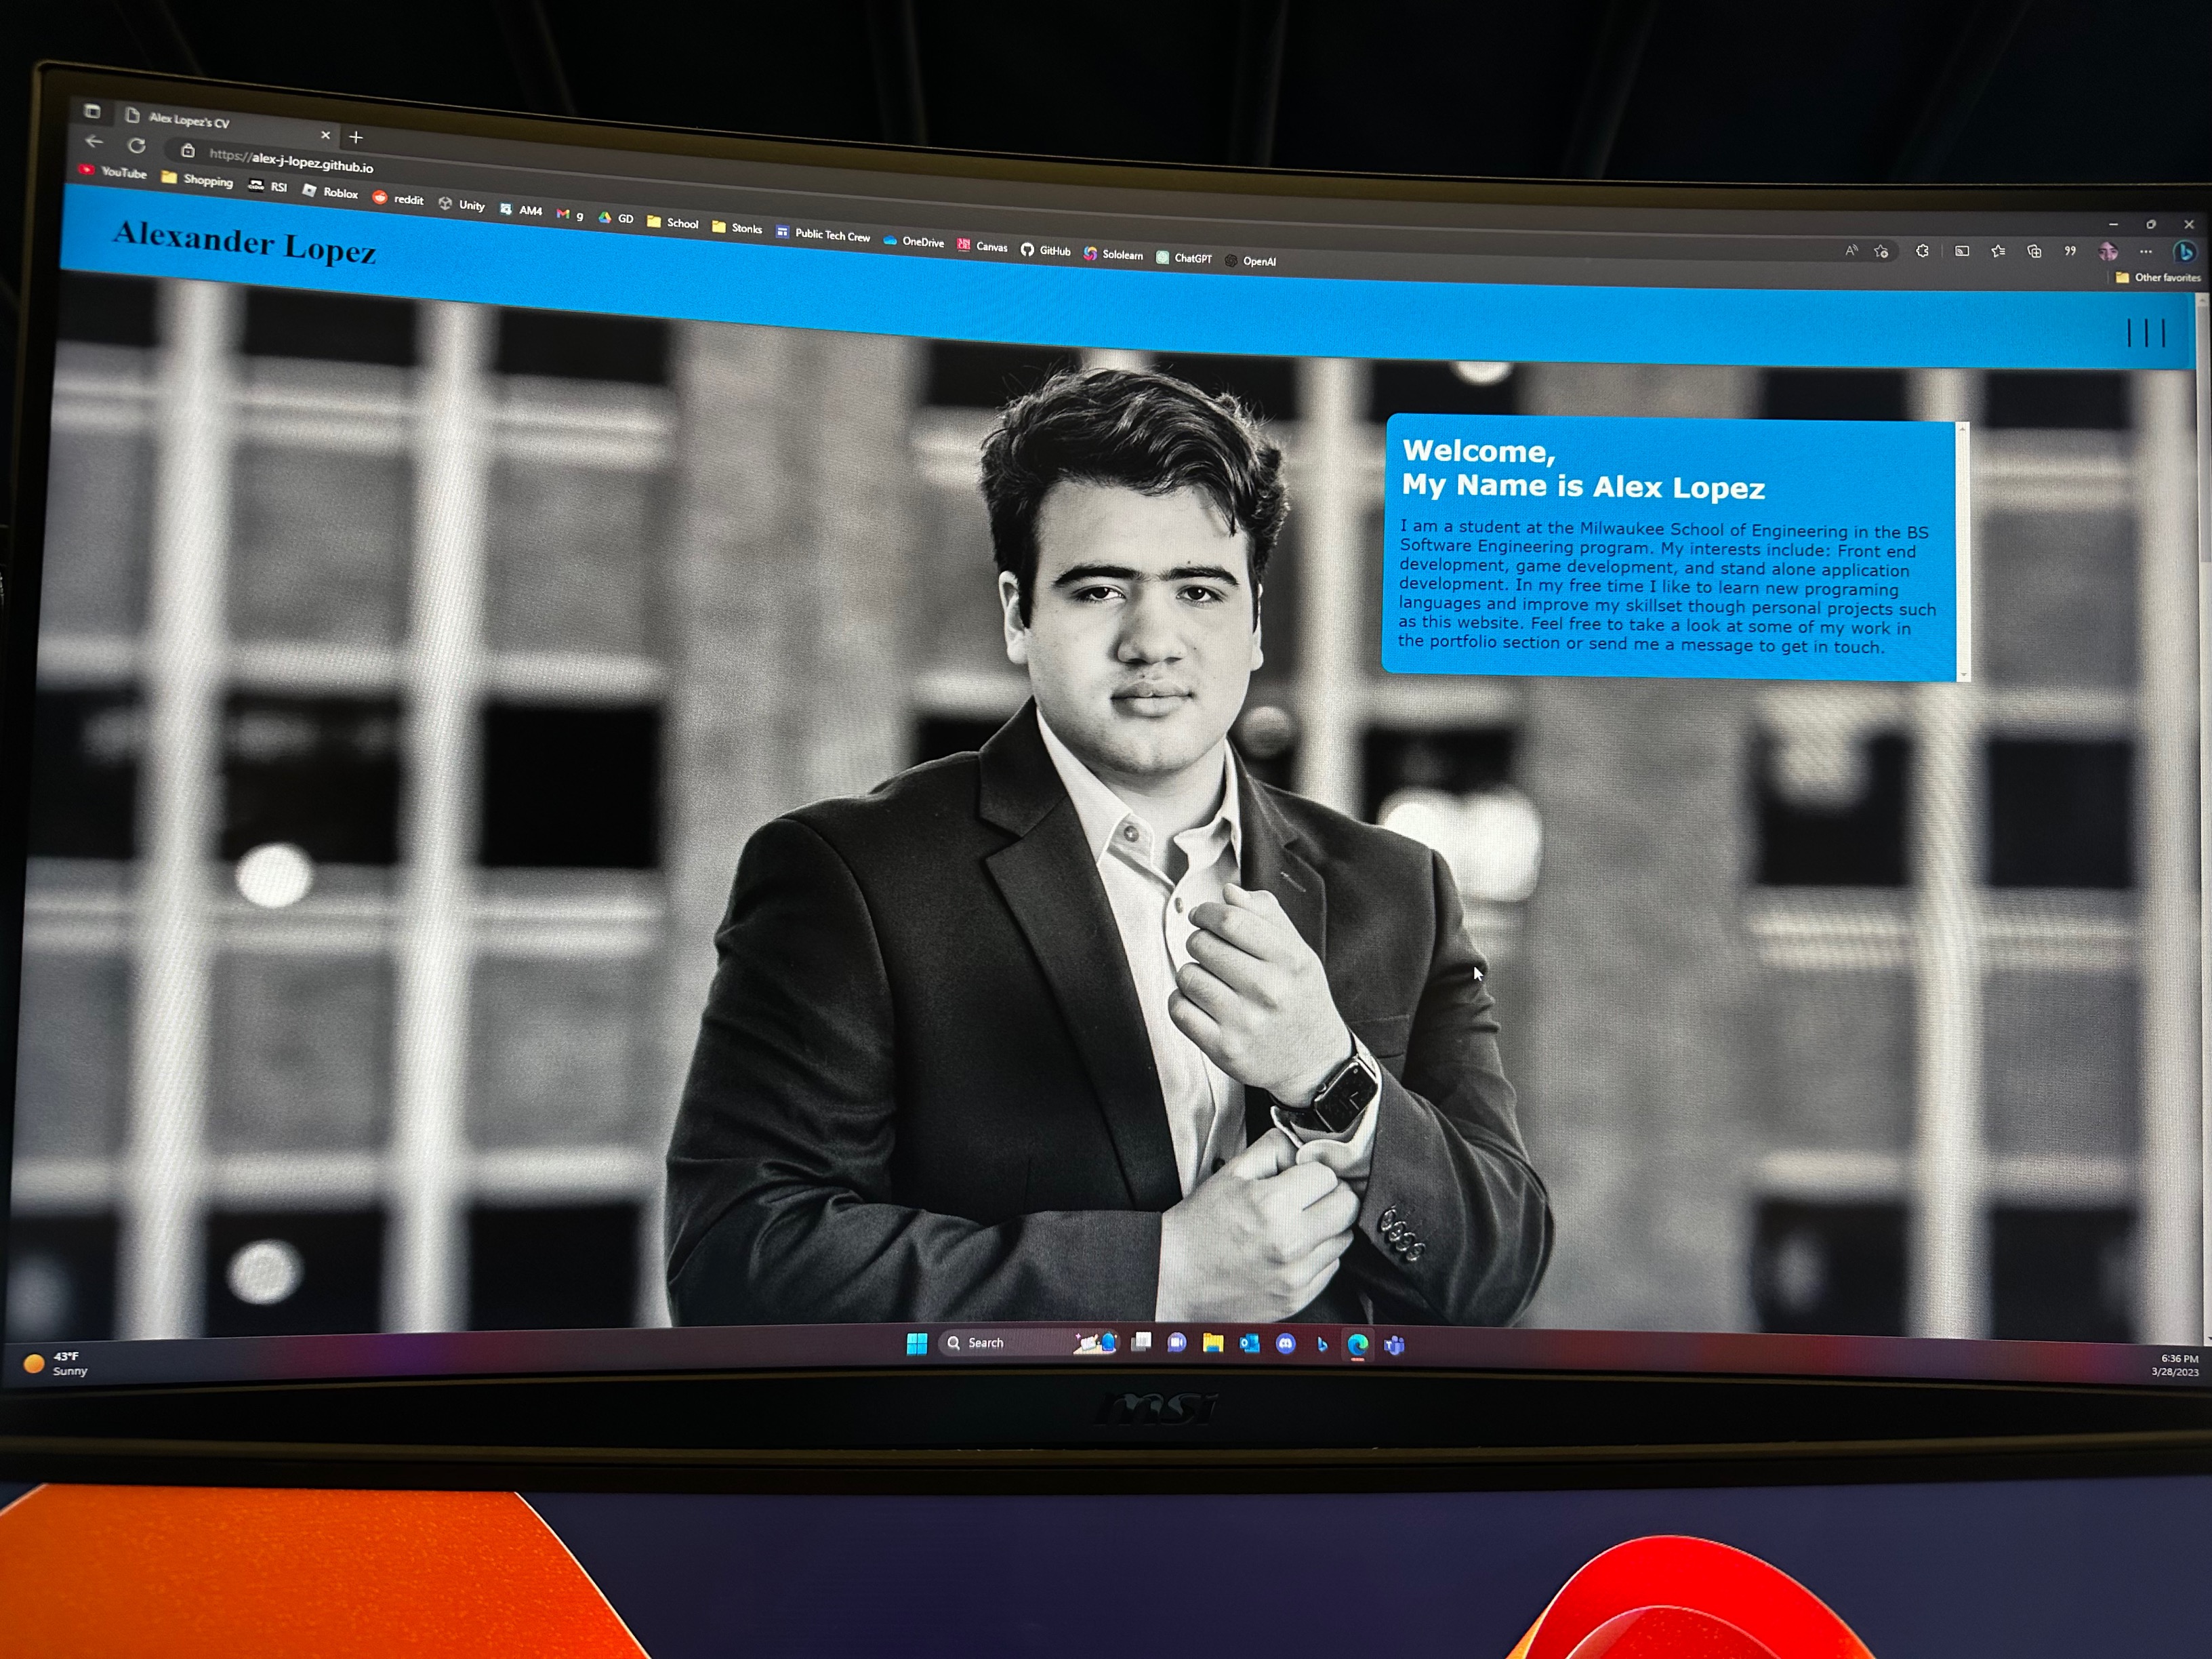 Alex Lopez's CV
https://alex-j-lopez.github.io
YouTube Shopping RSI Roblox reddit Unity AM4 g GD School Stonks Public Tech Crew OneDrive Canvas GitHub Sololearn ChatGPT OpenAI
Other favorites
Alexander Lopez
Welcome,
My Name is Alex Lopez
I am a student at the Milwaukee School of Engineering in the BS
Software Engineering program. My interests include: Front end
development, game development, and stand alone application
development. In my free time I like to learn new programing
languages and improve my skillset though personal projects such
as this website. Feel free to take a look at some of my work in
the portfolio section or send me a message to get in touch.
43°F
Sunny
Search
6:36 PM
3/28/2023
msi